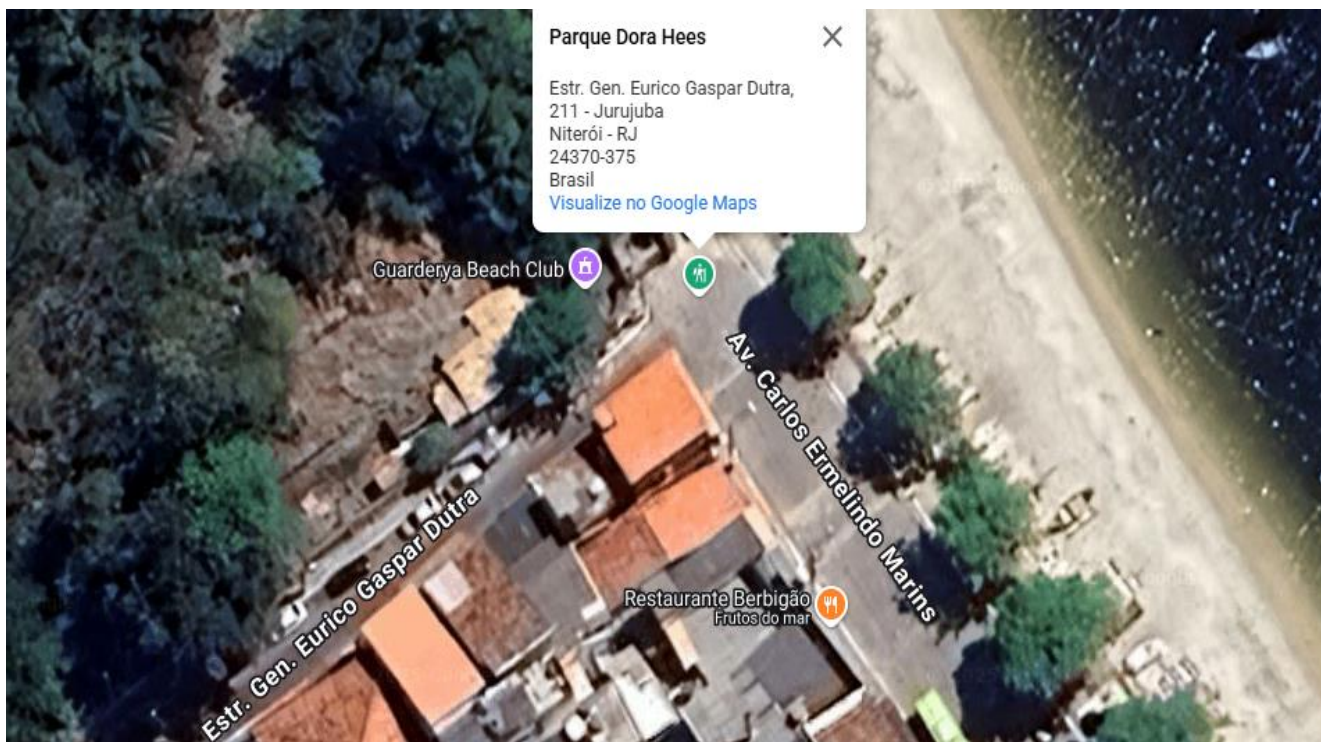 Parque Dora Hees
Estr. Gen. Eurico Gaspar Dutra,
211 - Jurujuba
Niterói - RJ
24370-375
Brasil
Visualize no Google Maps
Guarderya Beach Club
Av. Carlos Ermelindo Marins
Estr. Gen. Eurico Gaspar Dutra
Restaurante Berbigão
Frutos do mar